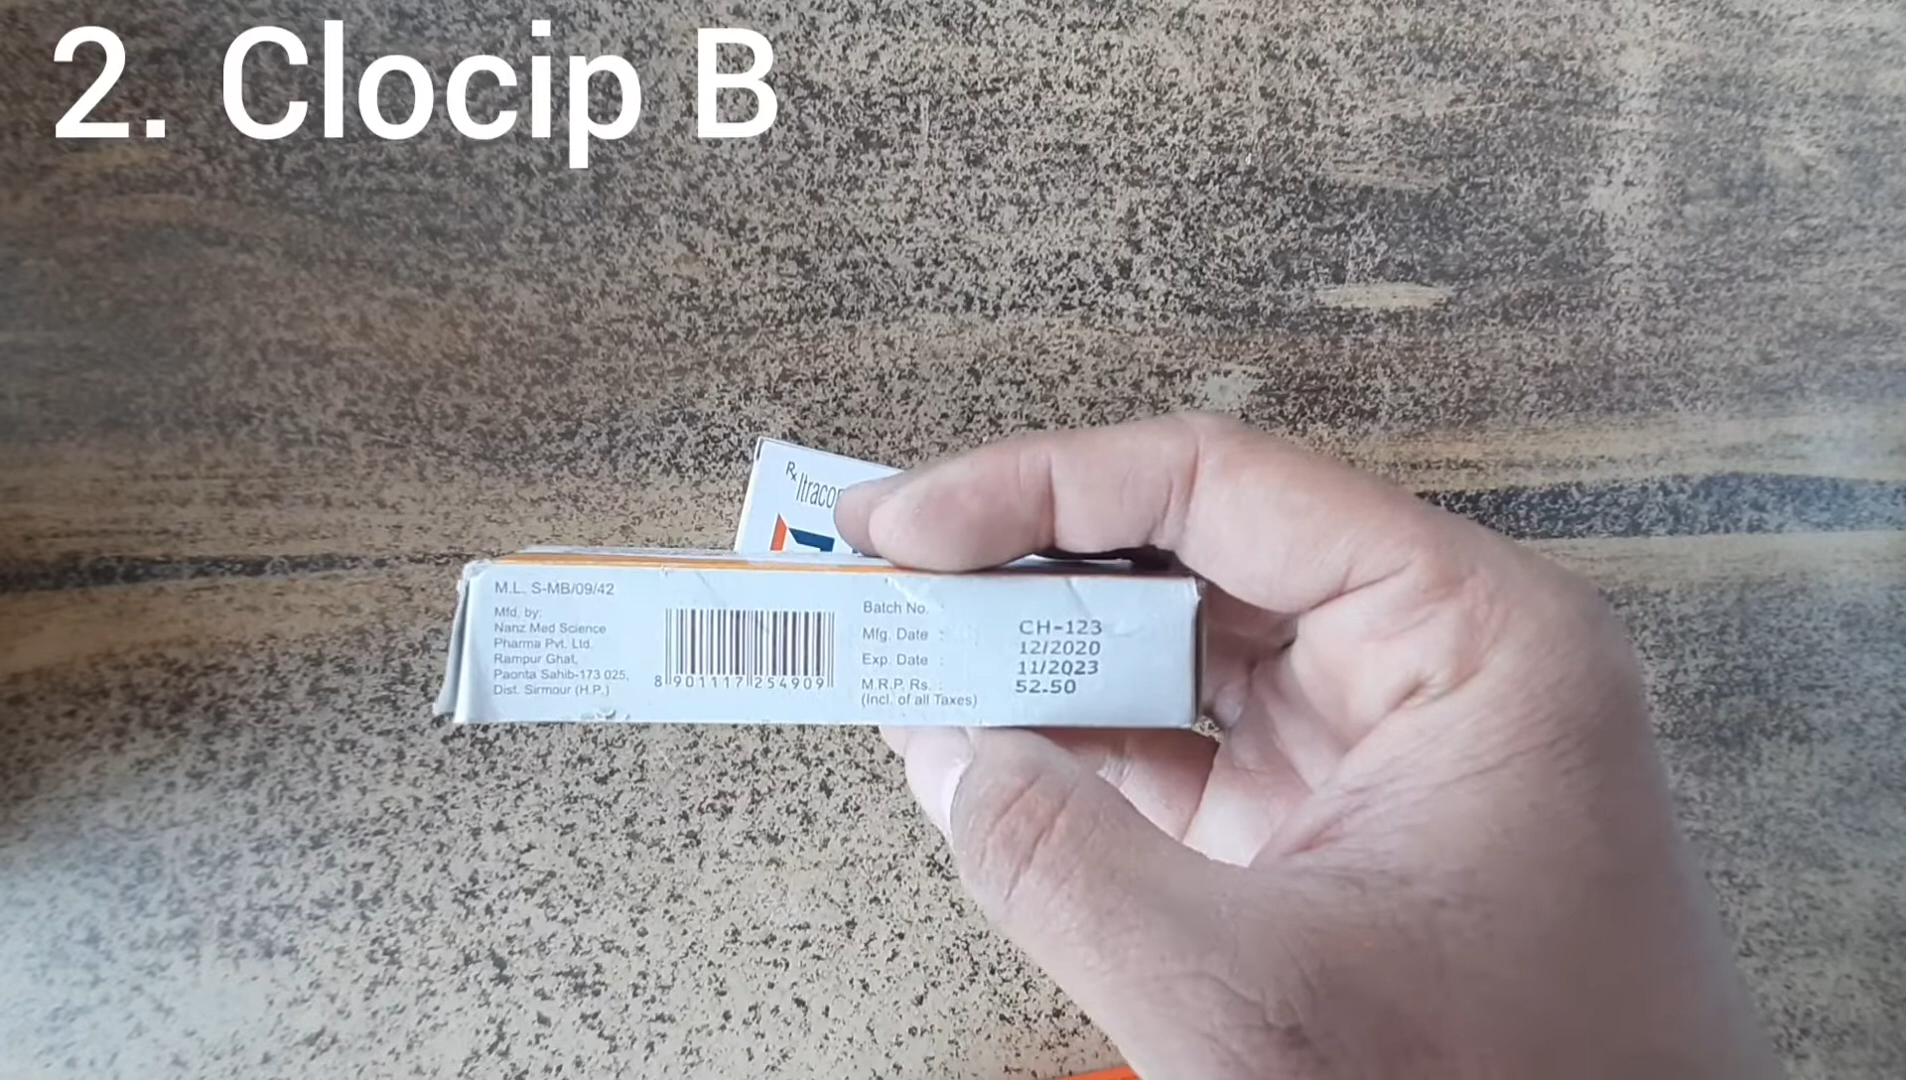 2. Clocip B
Rx
Itracon
M.L. S-MB/09/42
Mfd. by:
Nanz Med Science
Pharma Pvt. Ltd.
Rampur Ghat,
Paonta Sahib-173 025,
Dist. Sirmour (H.P.)
8 901117 254909
Batch No.
Mfg. Date :
Exp. Date :
M.R.P. Rs. :
(Incl. of all Taxes)
CH-123
12/2020
11/2023
52.50